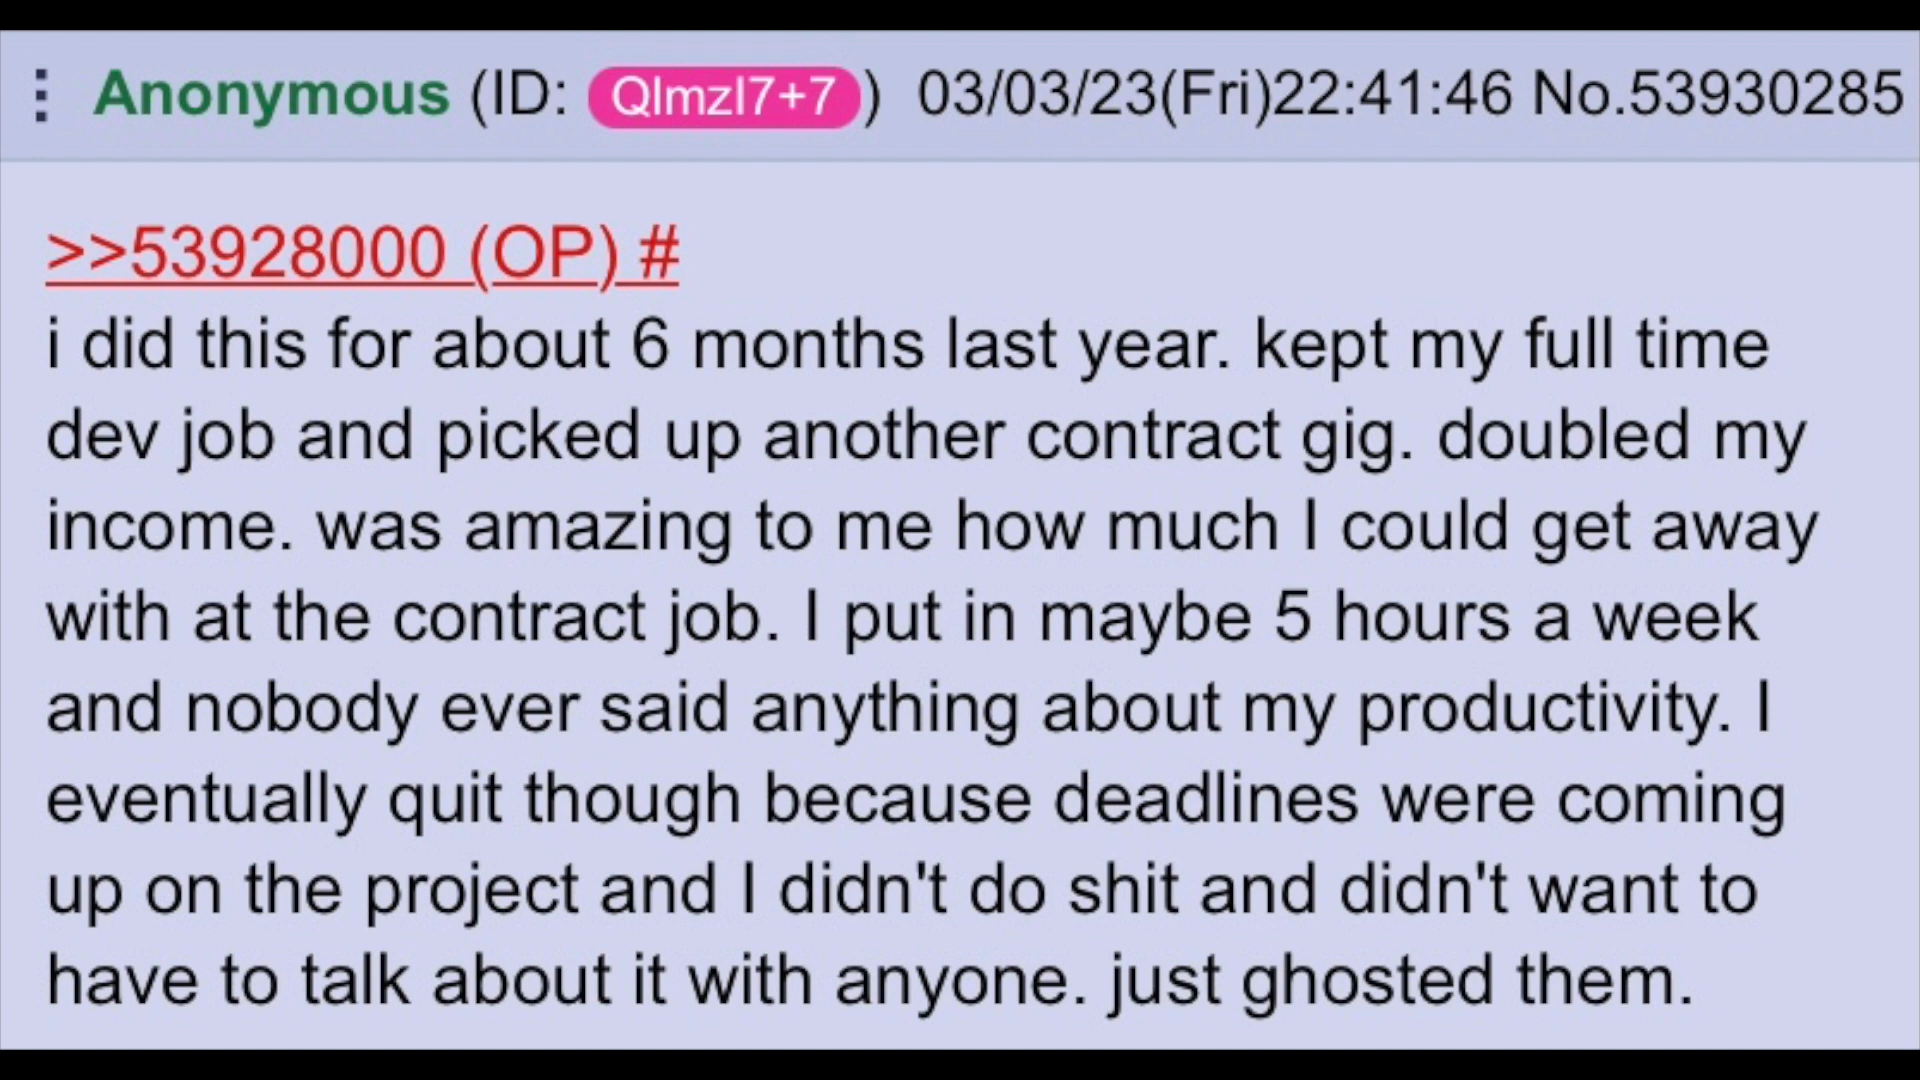 Anonymous (ID: QlmzI7+7) 03/03/23(Fri)22:41:46 No.53930285
>>53928000 (OP) #
i did this for about 6 months last year. kept my full time
dev job and picked up another contract gig. doubled my
income. was amazing to me how much I could get away
with at the contract job. I put in maybe 5 hours a week
and nobody ever said anything about my productivity. I
eventually quit though because deadlines were coming
up on the project and I didn't do shit and didn't want to
have to talk about it with anyone. just ghosted them.